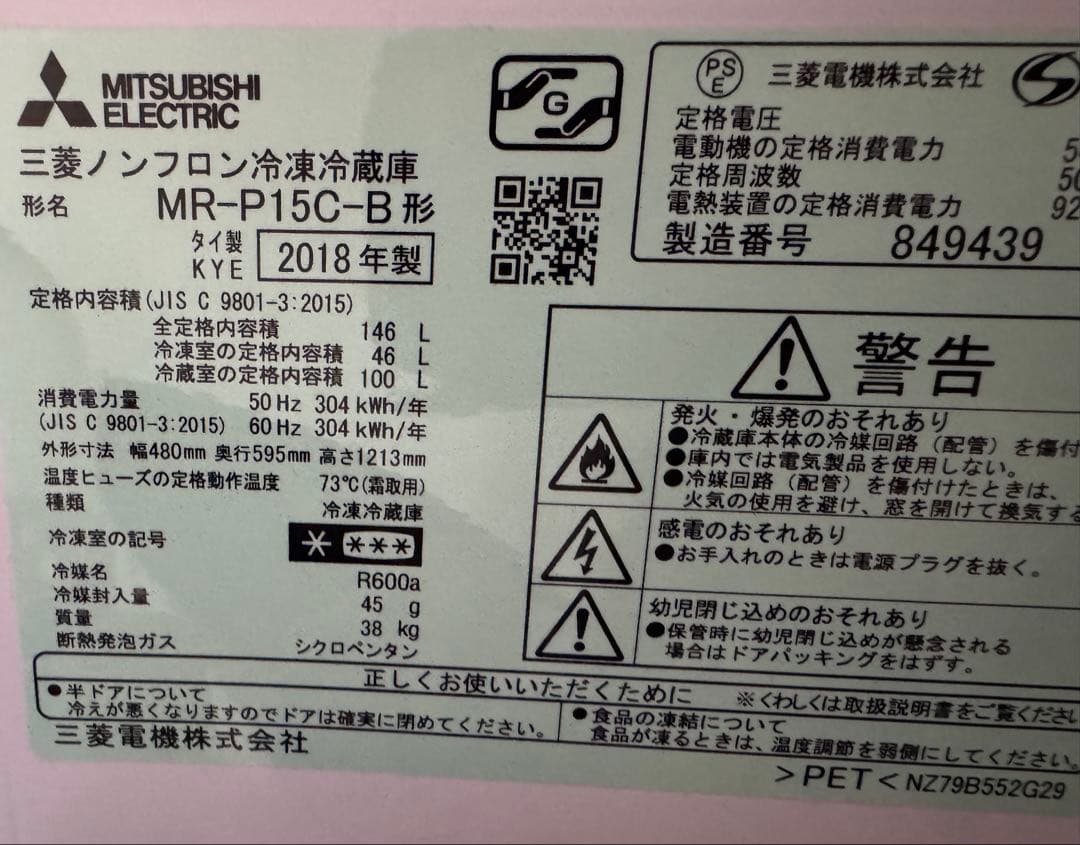 MITSUBISHI
ELECTRIC
三菱ノンフロン冷凍冷蔵庫
形名 MR-P15C-B形
タイ製
KYE 2018年製
定格内容積(JIS C 9801-3:2015)
全定格内容積 146 L
冷凍室の定格内容積 46 L
冷蔵室の定格内容積 100 L
消費電力量 50Hz 304kWh/年
(JIS C 9801-3:2015) 60Hz 304kWh/年
外形寸法 幅480mm 奥行595mm 高さ1213mm
温度ヒューズの定格動作温度 73℃(霜取用)
種類 冷凍冷蔵庫
冷凍室の記号 * ***
冷媒名 R600a
冷媒封入量 45 g
質量 38 kg
断熱発泡ガス シクロペンタン
G
PS
E 三菱電機株式会社
定格電圧
電動機の定格消費電力
定格周波数
電熱装置の定格消費電力 92
製造番号 849439
警告
発火・爆発のおそれあり
●冷蔵庫本体の冷媒回路(配管)を傷付
●庫内では電気製品を使用しない。
●冷媒回路(配管)を傷付けたときは、
火気の使用を避け、窓を開けて換気する
感電のおそれあり
●お手入れのときは電源プラグを抜く。
幼児閉じ込めのおそれあり
●保管時に幼児閉じ込めが懸念される
場合はドアパッキングをはずす。
正しくお使いいただくために ※くわしくは取扱説明書をご覧ください
●半ドアについて
冷えが悪くなりますのでドアは確実に閉めてください。
●食品の凍結について
食品が凍るときは、温度調節を弱側にしてください。
三菱電機株式会社
>PET< NZ79B552G29